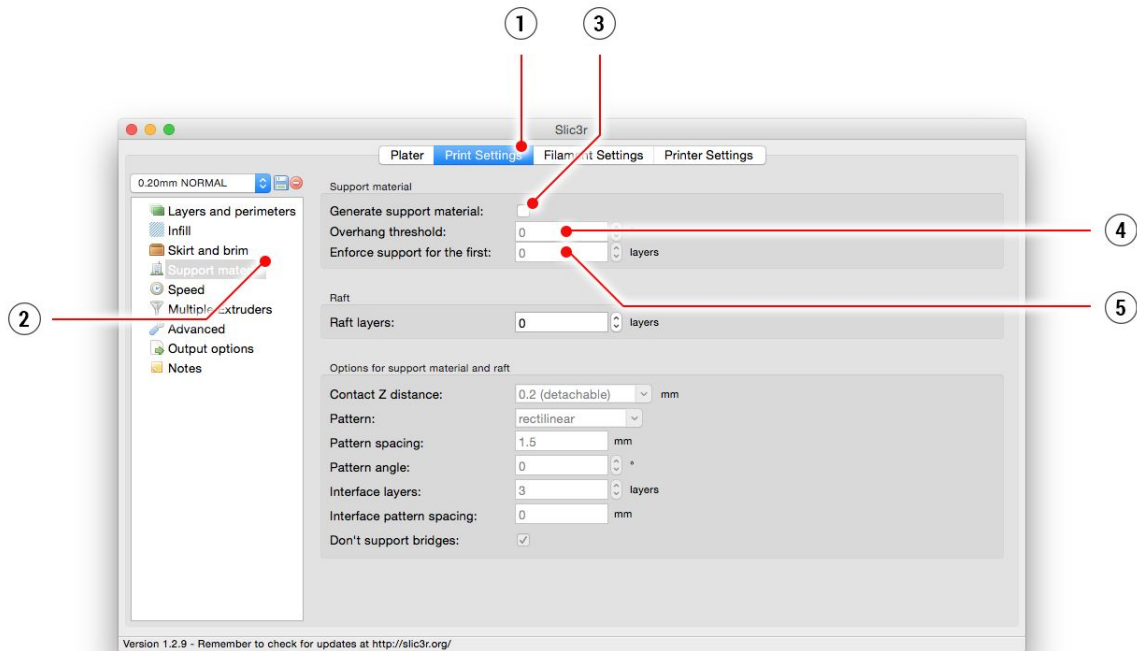 1
3
Slic3r
Plater Print Settings Filament Settings Printer Settings
0.20mm NORMAL
Layers and perimeters
Infill
Skirt and brim
Support material
Speed
Multiple Extruders
Advanced
Output options
Notes
2
Support material
Generate support material:
Overhang threshold: 0 °
4
Enforce support for the first: 0 layers
5
Raft
Raft layers: 0 layers
Options for support material and raft
Contact Z distance: 0.2 (detachable) mm
Pattern: rectilinear
Pattern spacing: 1.5 mm
Pattern angle: 0 °
Interface layers: 3 layers
Interface pattern spacing: 0 mm
Don't support bridges:
Version 1.2.9 - Remember to check for updates at http://slic3r.org/